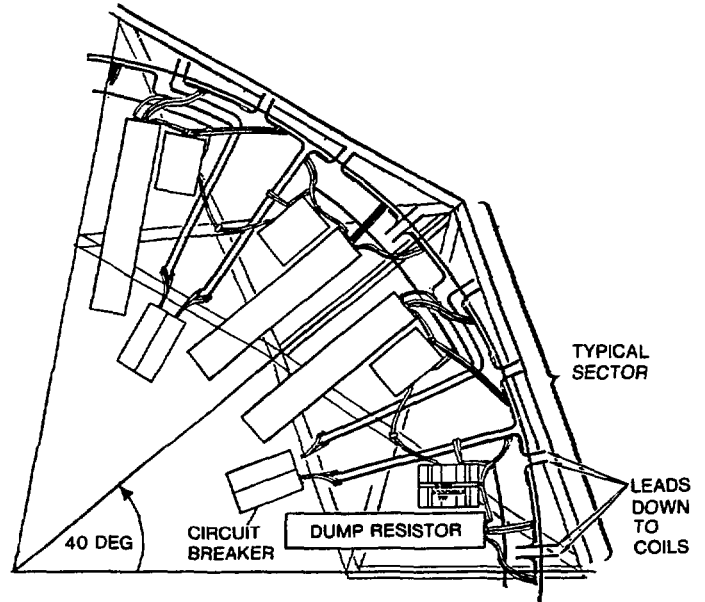 TYPICAL
SECTOR
LEADS
DOWN
TO
COILS
40 DEG
CIRCUIT
BREAKER
DUMP RESISTOR